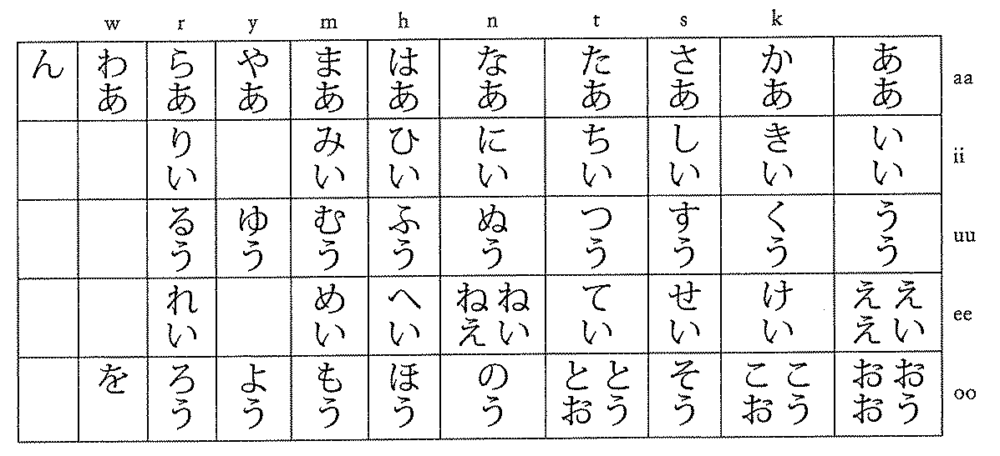 w r y m h n t s k
ん わあ らあ やあ まあ はあ なあ たあ さあ かあ ああ aa
りい みい ひい にい ちい しい きい いい ii
るう ゆう むう ふう ぬう つう すう くう うう uu
れい めい へい ねえ ねい てい せい けい ええ えい ee
を ろう よう もう ほう のう とお とう そう こお こう おお おう oo